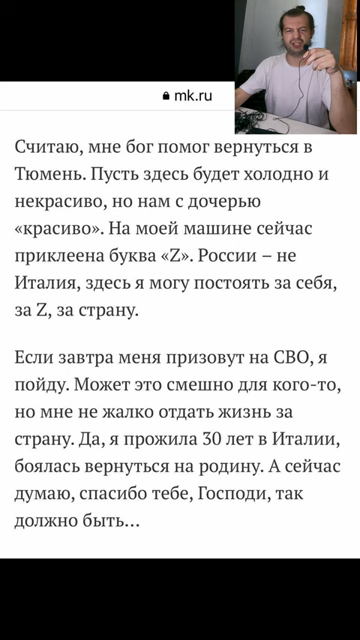 mk.ru
Считаю, мне бог помог вернуться в
Тюмень. Пусть здесь будет холодно и
некрасиво, но нам с дочерью
«красиво». На моей машине сейчас
приклеена буква «Z». России – не
Италия, здесь я могу постоять за себя,
за Z, за страну.
Если завтра меня призовут на СВО, я
пойду. Может это смешно для кого-то,
но мне не жалко отдать жизнь за
страну. Да, я прожила 30 лет в Италии,
боялась вернуться на родину. А сейчас
думаю, спасибо тебе, Господи, так
должно быть...